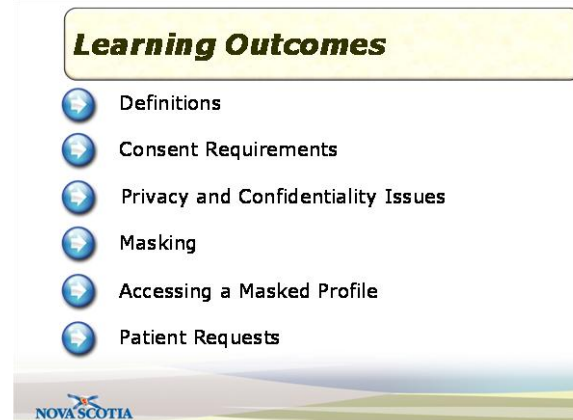 Learning Outcomes
Definitions
Consent Requirements
Privacy and Confidentiality Issues
Masking
Accessing a Masked Profile
Patient Requests
NOVA SCOTIA